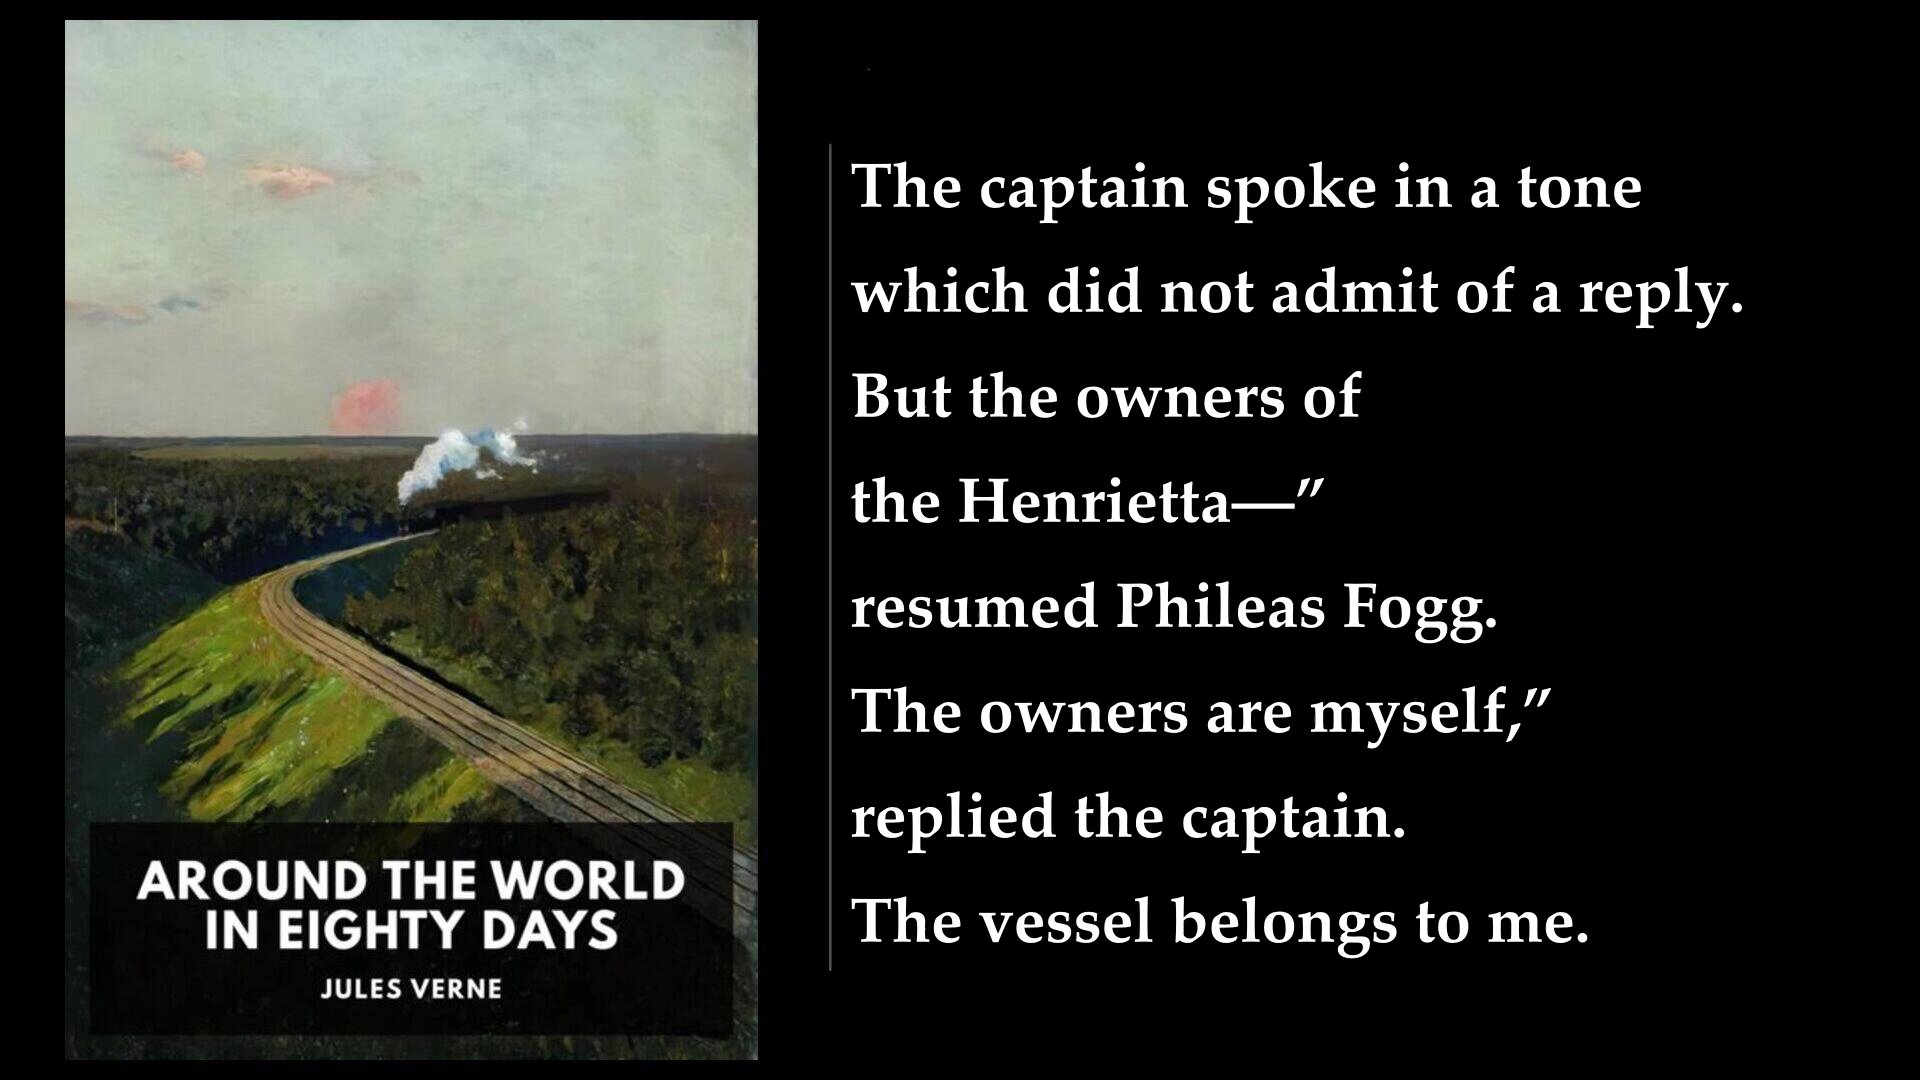 AROUND THE WORLD
IN EIGHTY DAYS
JULES VERNE
The captain spoke in a tone
which did not admit of a reply.
But the owners of
the Henrietta—”
resumed Phileas Fogg.
The owners are myself,”
replied the captain.
The vessel belongs to me.